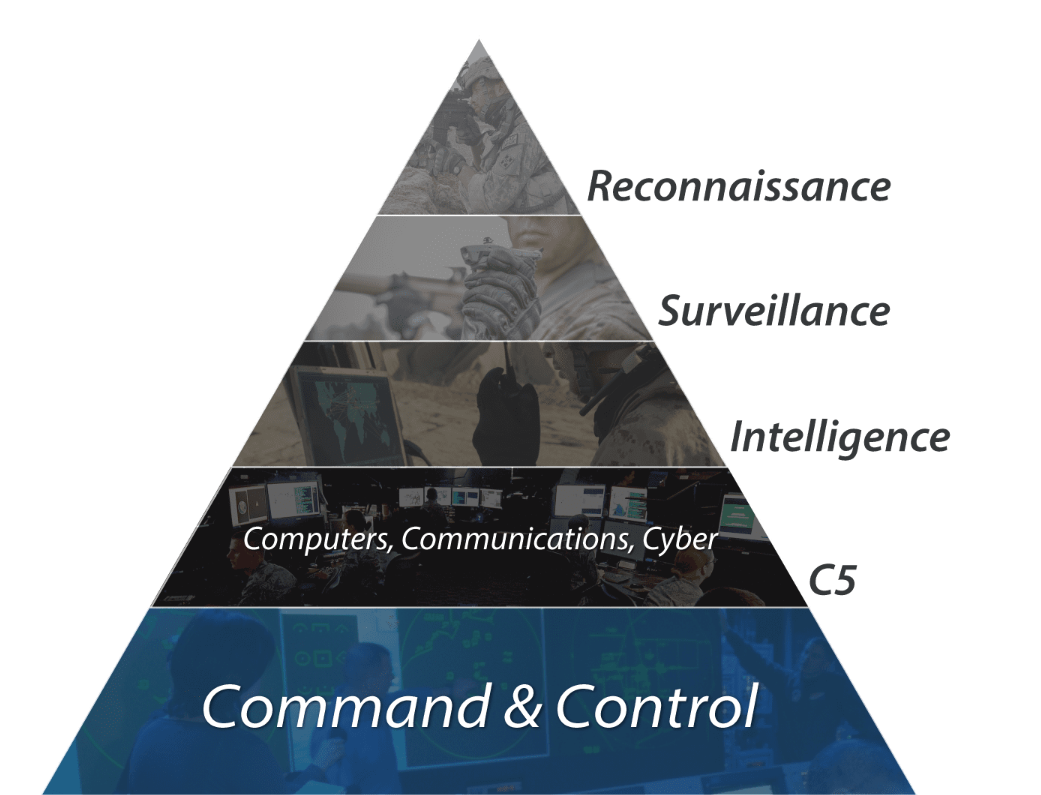 Reconnaissance
Surveillance
Intelligence
Computers, Communications, Cyber
C5
Command & Control